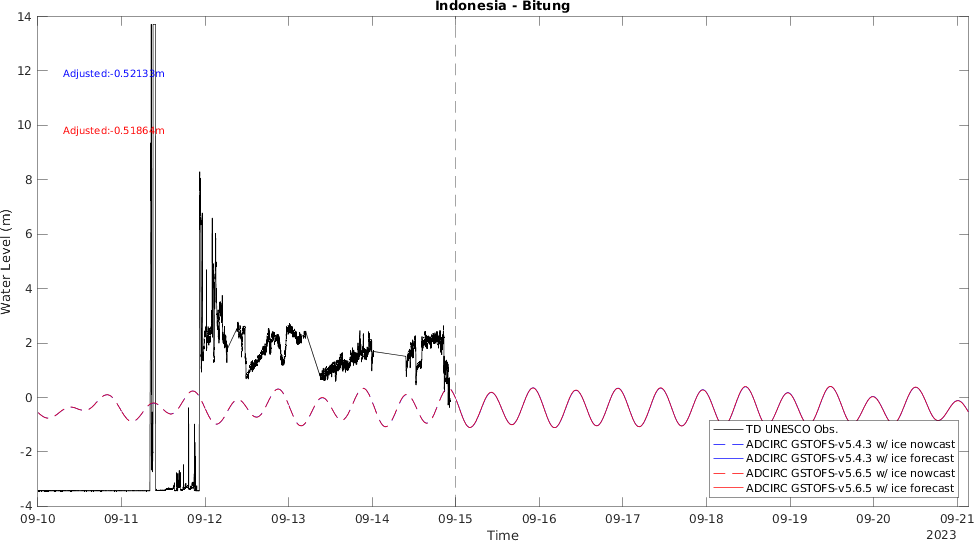 Indonesia - Bitung
14
12
10
8
6
4
2
0
-2
-4
Water Level (m)
Adjusted:-0.52133m
Adjusted:-0.51864m
TD UNESCO Obs.
ADCIRC GSTOFS-v5.4.3 w/ ice nowcast
ADCIRC GSTOFS-v5.4.3 w/ ice forecast
ADCIRC GSTOFS-v5.6.5 w/ ice nowcast
ADCIRC GSTOFS-v5.6.5 w/ ice forecast
09-10 09-11 09-12 09-13 09-14 09-15 09-16 09-17 09-18 09-19 09-20 09-21
Time
2023